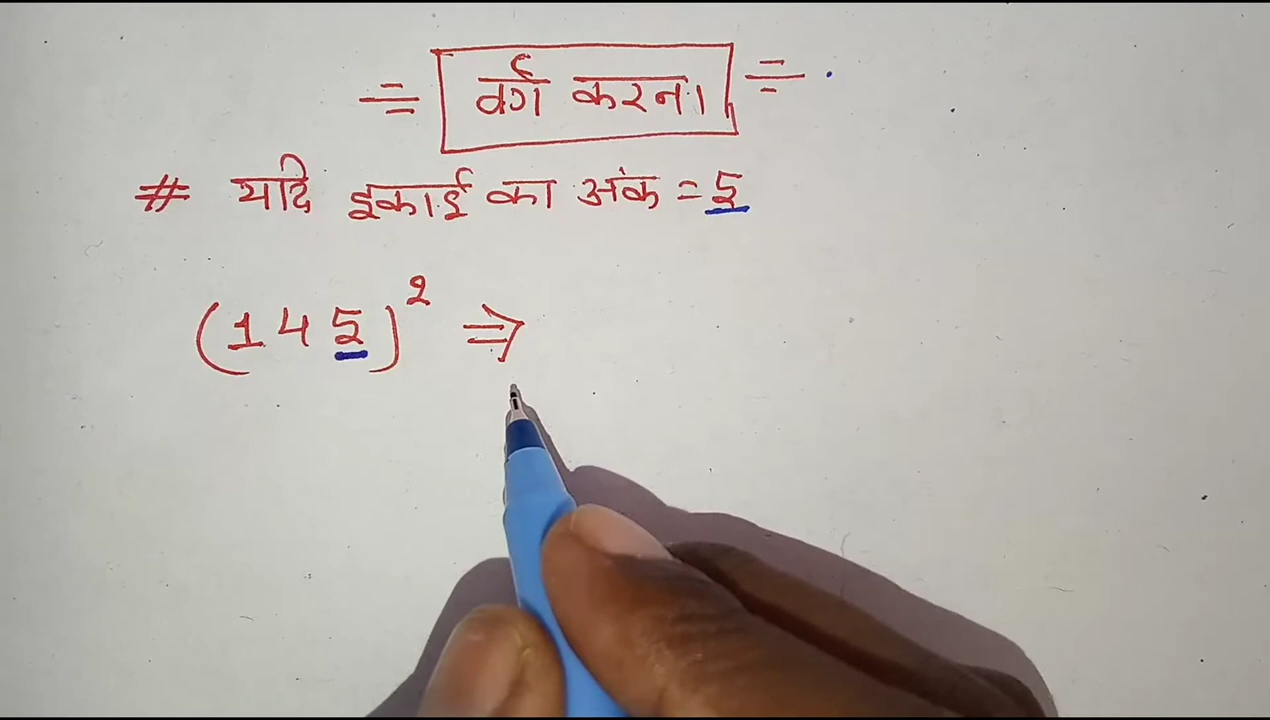 = वर्ग करना =
# यदि इकाई का अंक = 5
(145)² ⇒